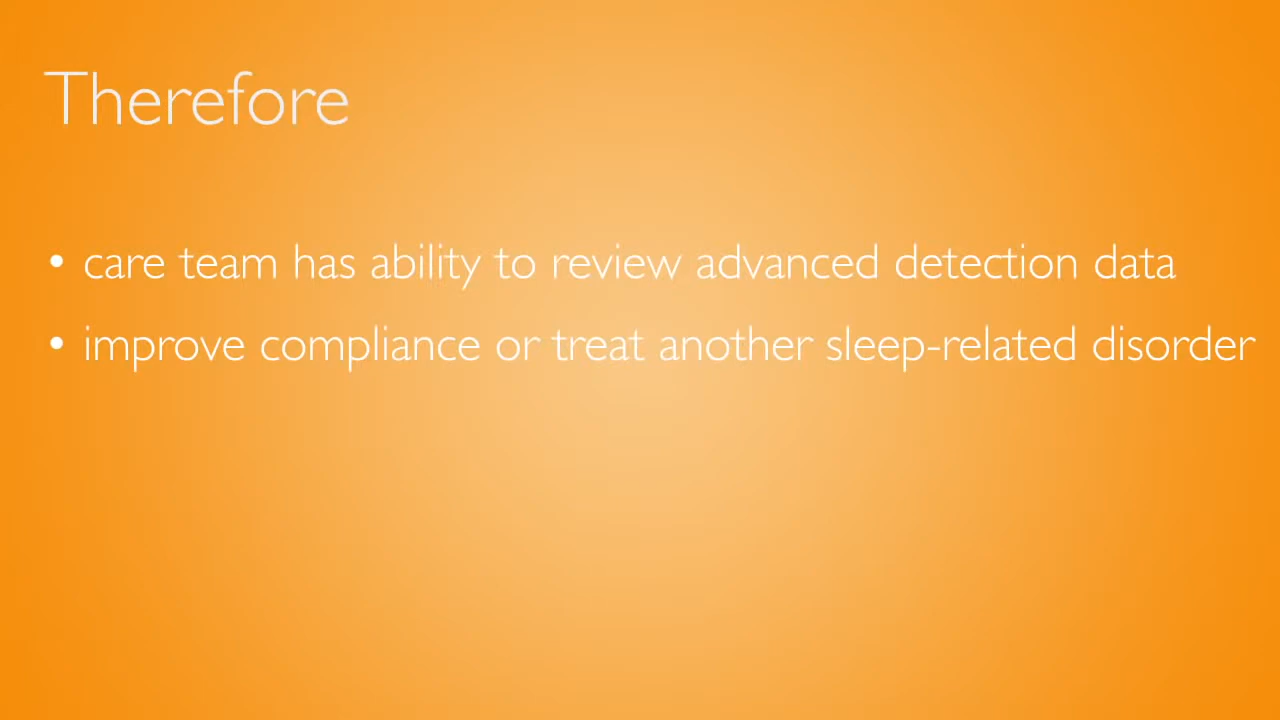 Therefore
• care team has ability to review advanced detection data
• improve compliance or treat another sleep-related disorder